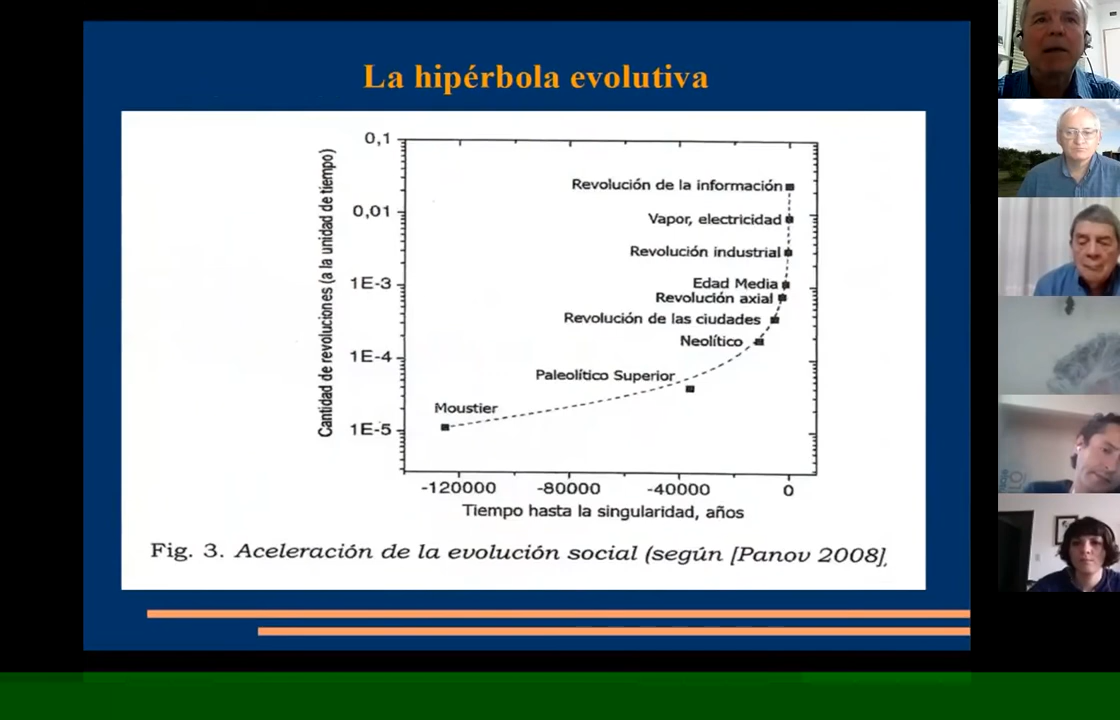 La hipérbola evolutiva
Cantidad de revoluciones (a la unidad de tiempo)
0,1
0,01
1E-3
1E-4
1E-5
Revolución de la información
Vapor, electricidad
Revolución industrial
Edad Media
Revolución axial
Revolución de las ciudades
Neolítico
Paleolítico Superior
Moustier
-120000 -80000 -40000 0
Tiempo hasta la singularidad, años
Fig. 3. Aceleración de la evolución social (según [Panov 2008],